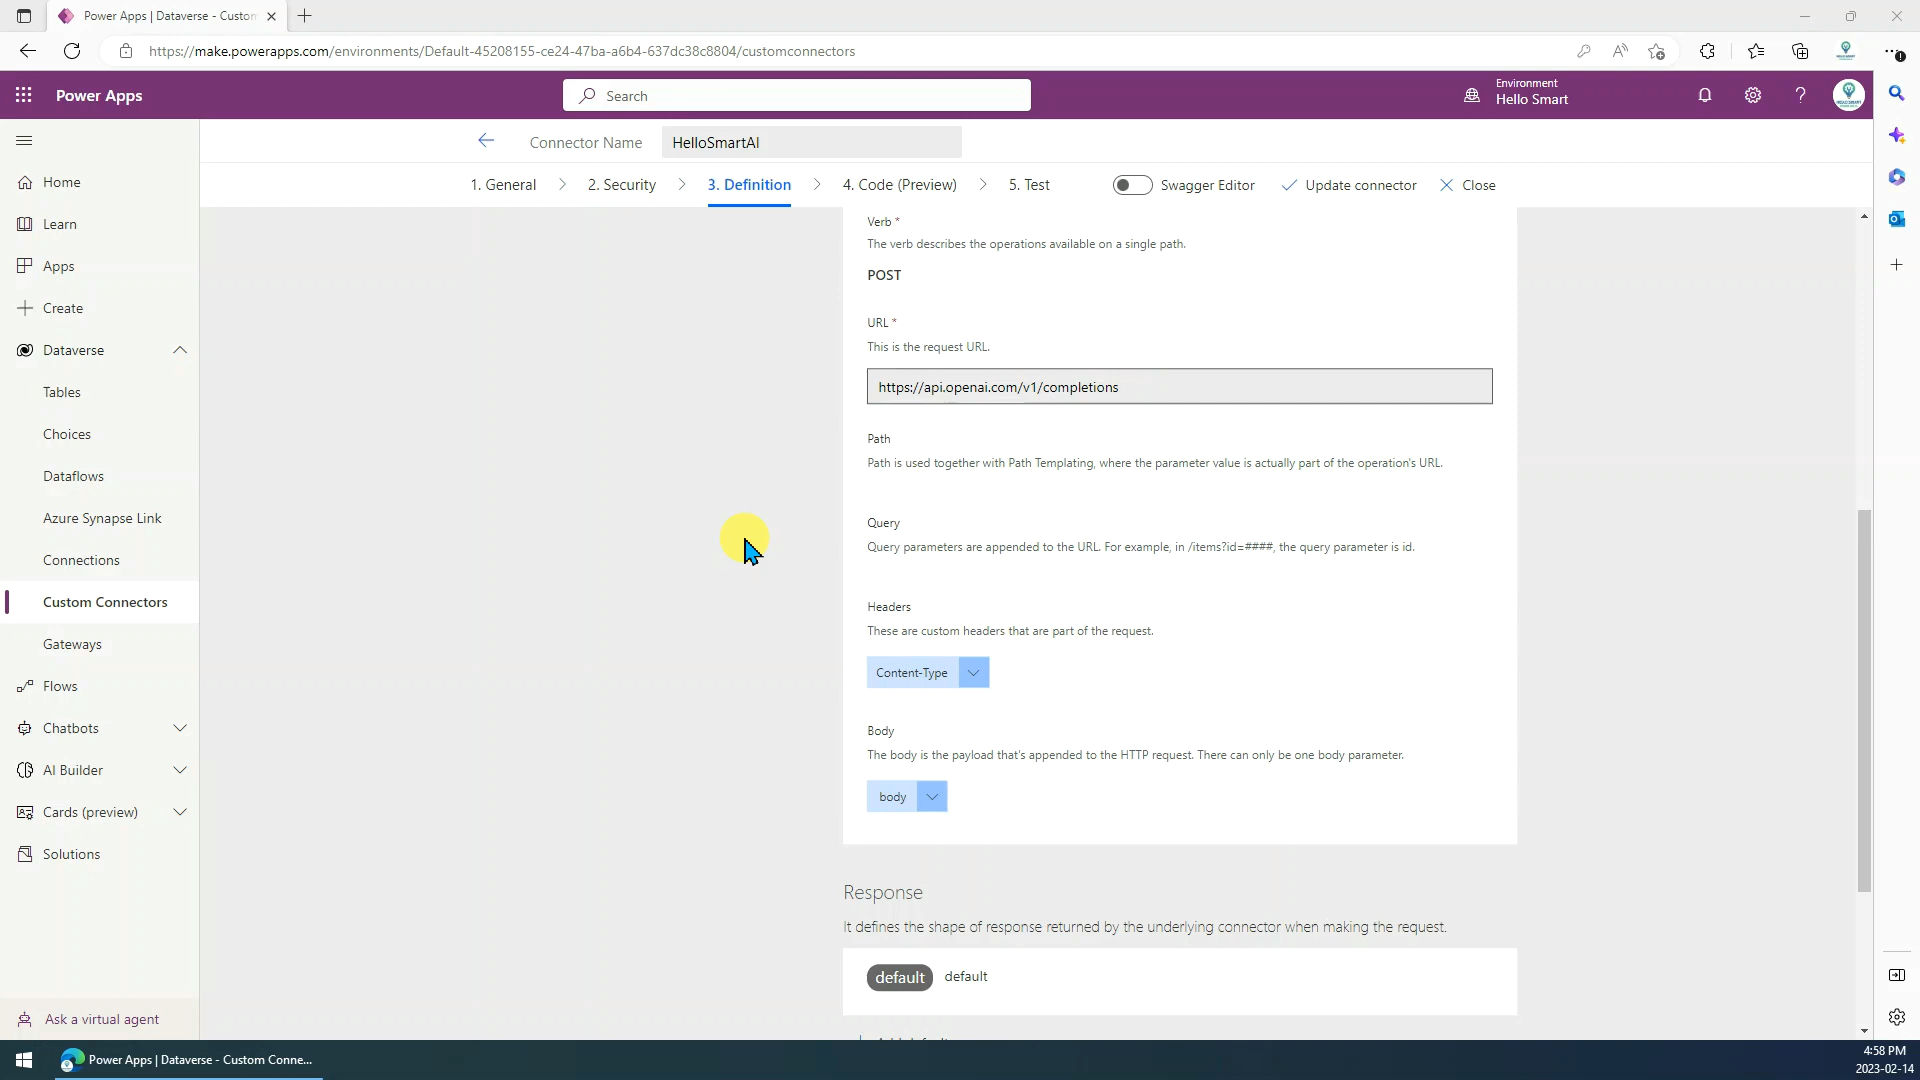 Power Apps | Dataverse - Custom
https://make.powerapps.com/environments/Default-45208155-ce24-47ba-a6b4-637dc38c8804/customconnectors
Power Apps
Search
Environment
Hello Smart
Connector Name
HelloSmartAI
1. General
2. Security
3. Definition
4. Code (Preview)
5. Test
Swagger Editor
Update connector
Close
Home
Learn
Apps
Create
Dataverse
Tables
Choices
Dataflows
Azure Synapse Link
Connections
Custom Connectors
Gateways
Flows
Chatbots
AI Builder
Cards (preview)
Solutions
Ask a virtual agent
Verb *
The verb describes the operations available on a single path.
POST
URL *
This is the request URL.
https://api.openai.com/v1/completions
Path
Path is used together with Path Templating, where the parameter value is actually part of the operation's URL.
Query
Query parameters are appended to the URL. For example, in /items?id=####, the query parameter is id.
Headers
These are custom headers that are part of the request.
Content-Type
Body
The body is the payload that's appended to the HTTP request. There can only be one body parameter.
body
Response
It defines the shape of response returned by the underlying connector when making the request.
default default
Power Apps | Dataverse - Custom Conne...
4:58 PM
2023-02-14